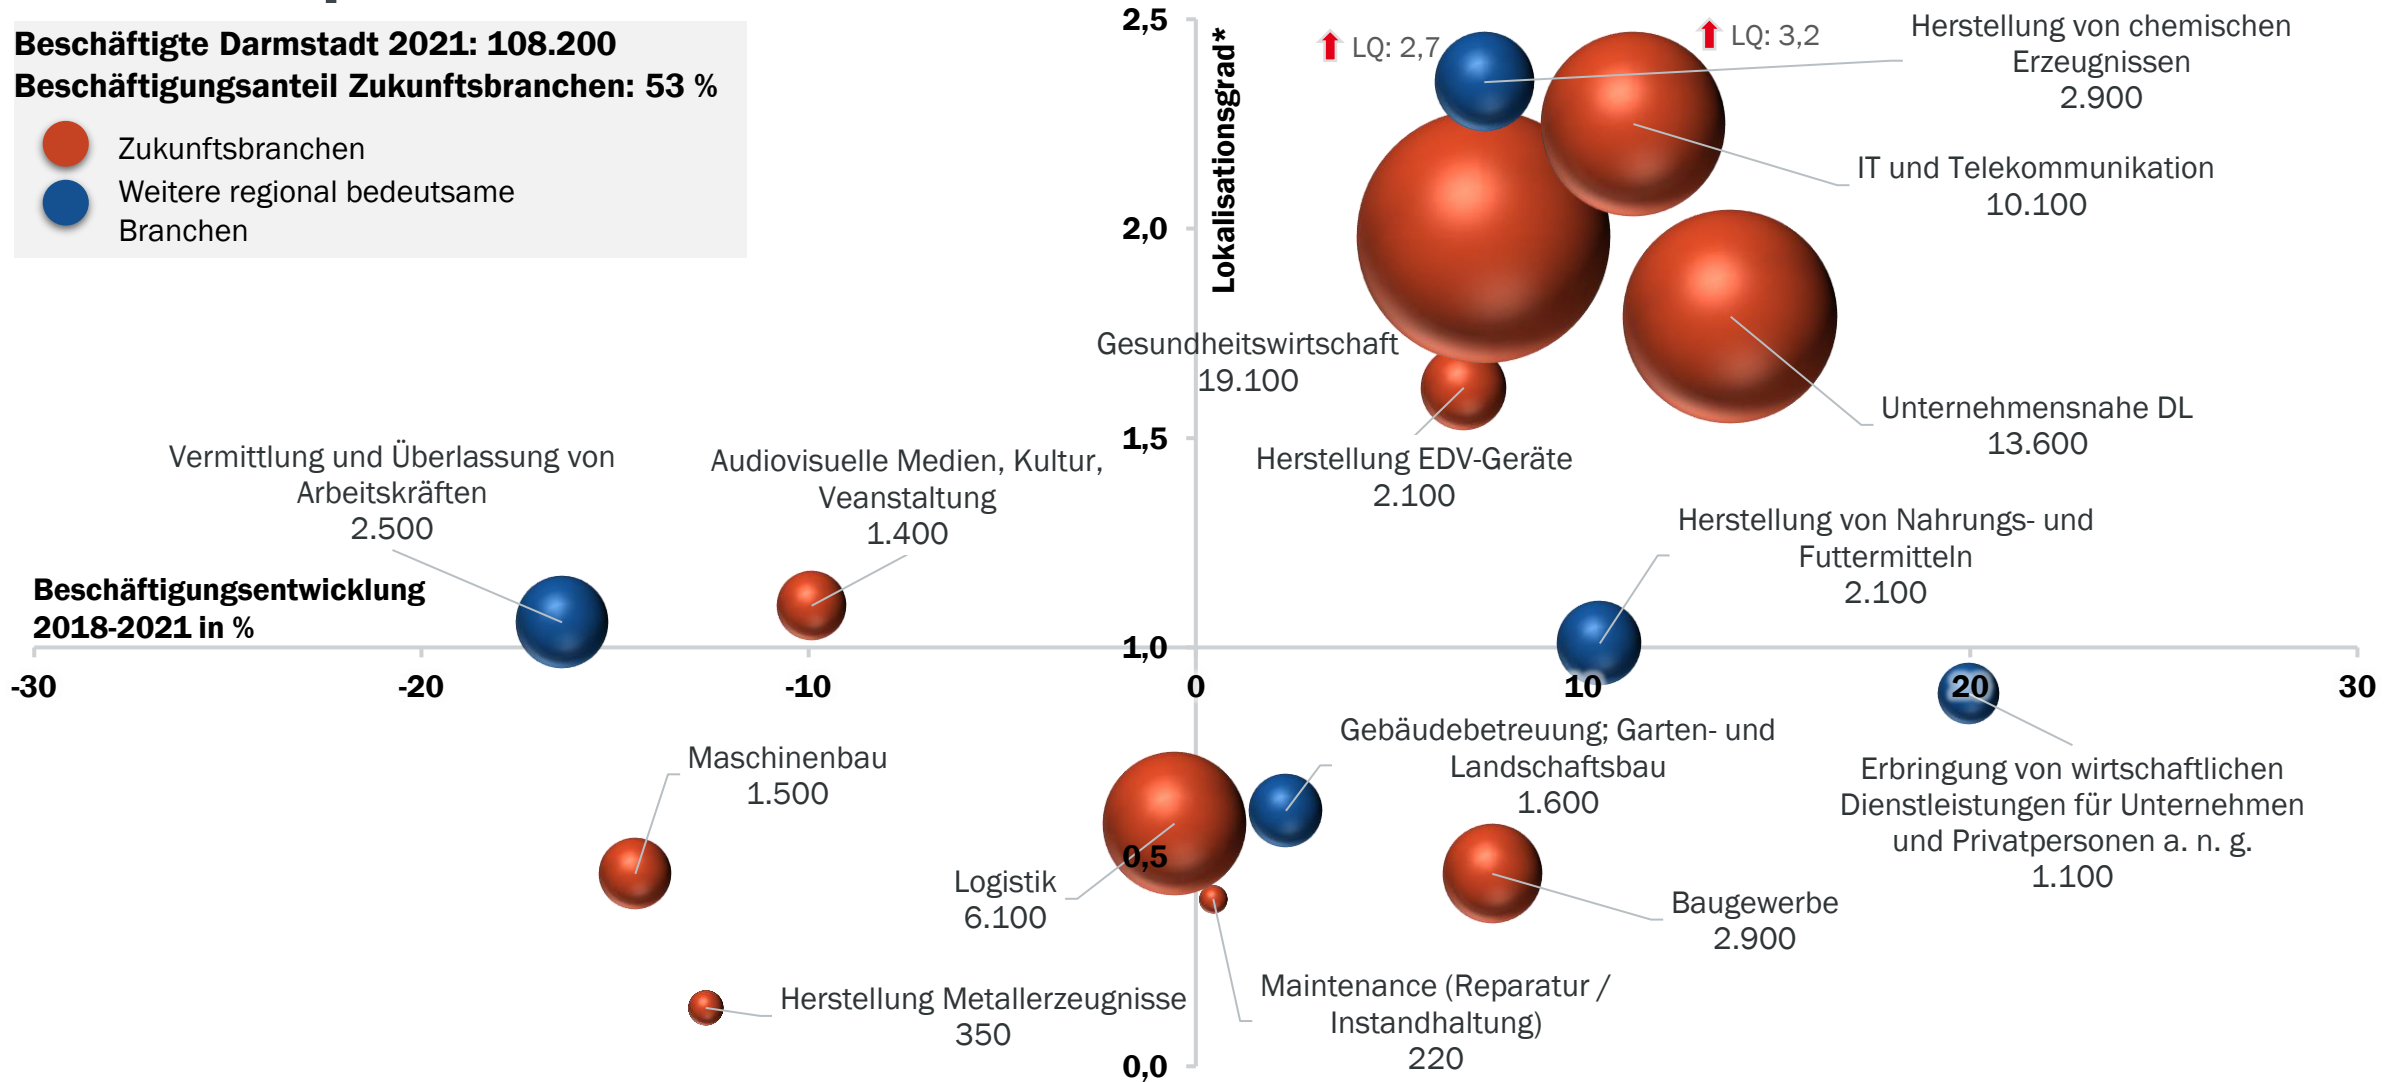 Beschäftigte Darmstadt 2021: 108.200
Beschäftigungsanteil Zukunftsbranchen: 53 %
Zukunftsbranchen
Weitere regional bedeutsame
Branchen
2,5
2,0
1,5
1,0
0,5
0,0
Lokalisationsgrad*
LQ: 2,7
LQ: 3,2
Herstellung von chemischen
Erzeugnissen
2.900
IT und Telekommunikation
10.100
Gesundheitswirtschaft
19.100
Unternehmensnahe DL
13.600
Herstellung EDV-Geräte
2.100
Vermittlung und Überlassung von
Arbeitskräften
2.500
Audiovisuelle Medien, Kultur,
Veanstaltung
1.400
Herstellung von Nahrungs- und
Futtermitteln
2.100
Beschäftigungsentwicklung
2018-2021 in %
-30
-20
-10
0
10
20
30
Maschinenbau
1.500
Gebäudebetreuung; Garten- und
Landschaftsbau
1.600
Erbringung von wirtschaftlichen
Dienstleistungen für Unternehmen
und Privatpersonen a. n. g.
1.100
Logistik
6.100
Baugewerbe
2.900
Herstellung Metallerzeugnisse
350
Maintenance (Reparatur /
Instandhaltung)
220